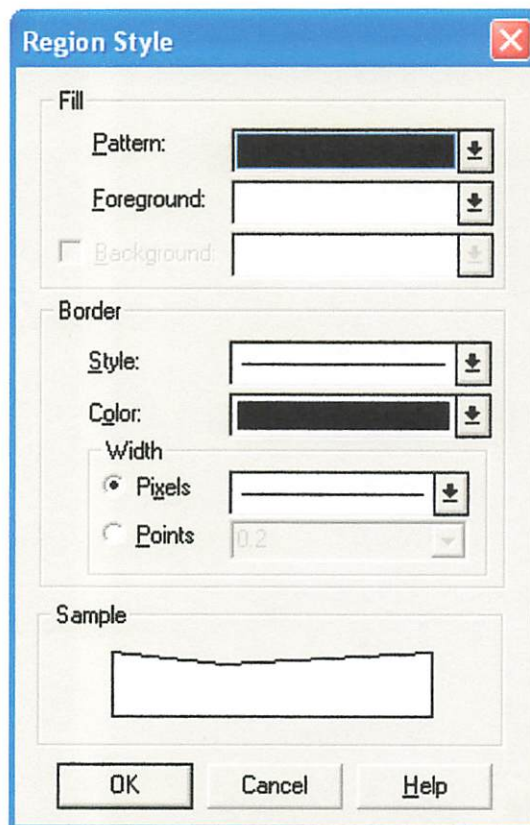 Region Style
Fill
Pattern:
Foreground:
Background:
Border
Style:
Color:
Width
Pixels
Points
0.2
Sample
OK
Cancel
Help